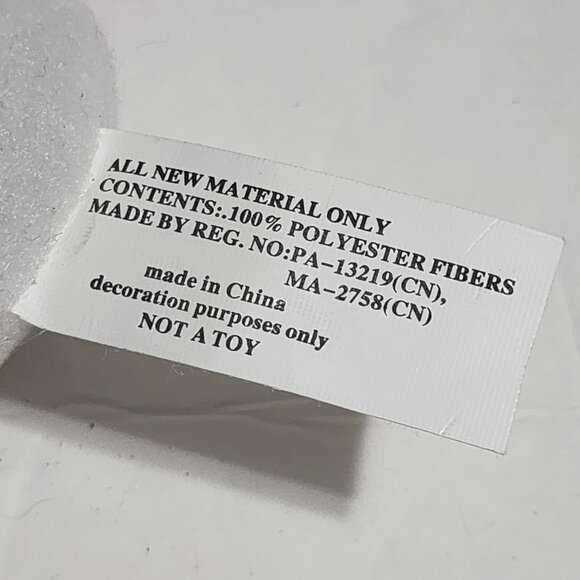 ALL NEW MATERIAL ONLY
CONTENTS:.100% POLYESTER FIBERS
MADE BY REG. NO:PA-13219(CN),
MA-2758(CN)
made in China
decoration purposes only
NOT A TOY